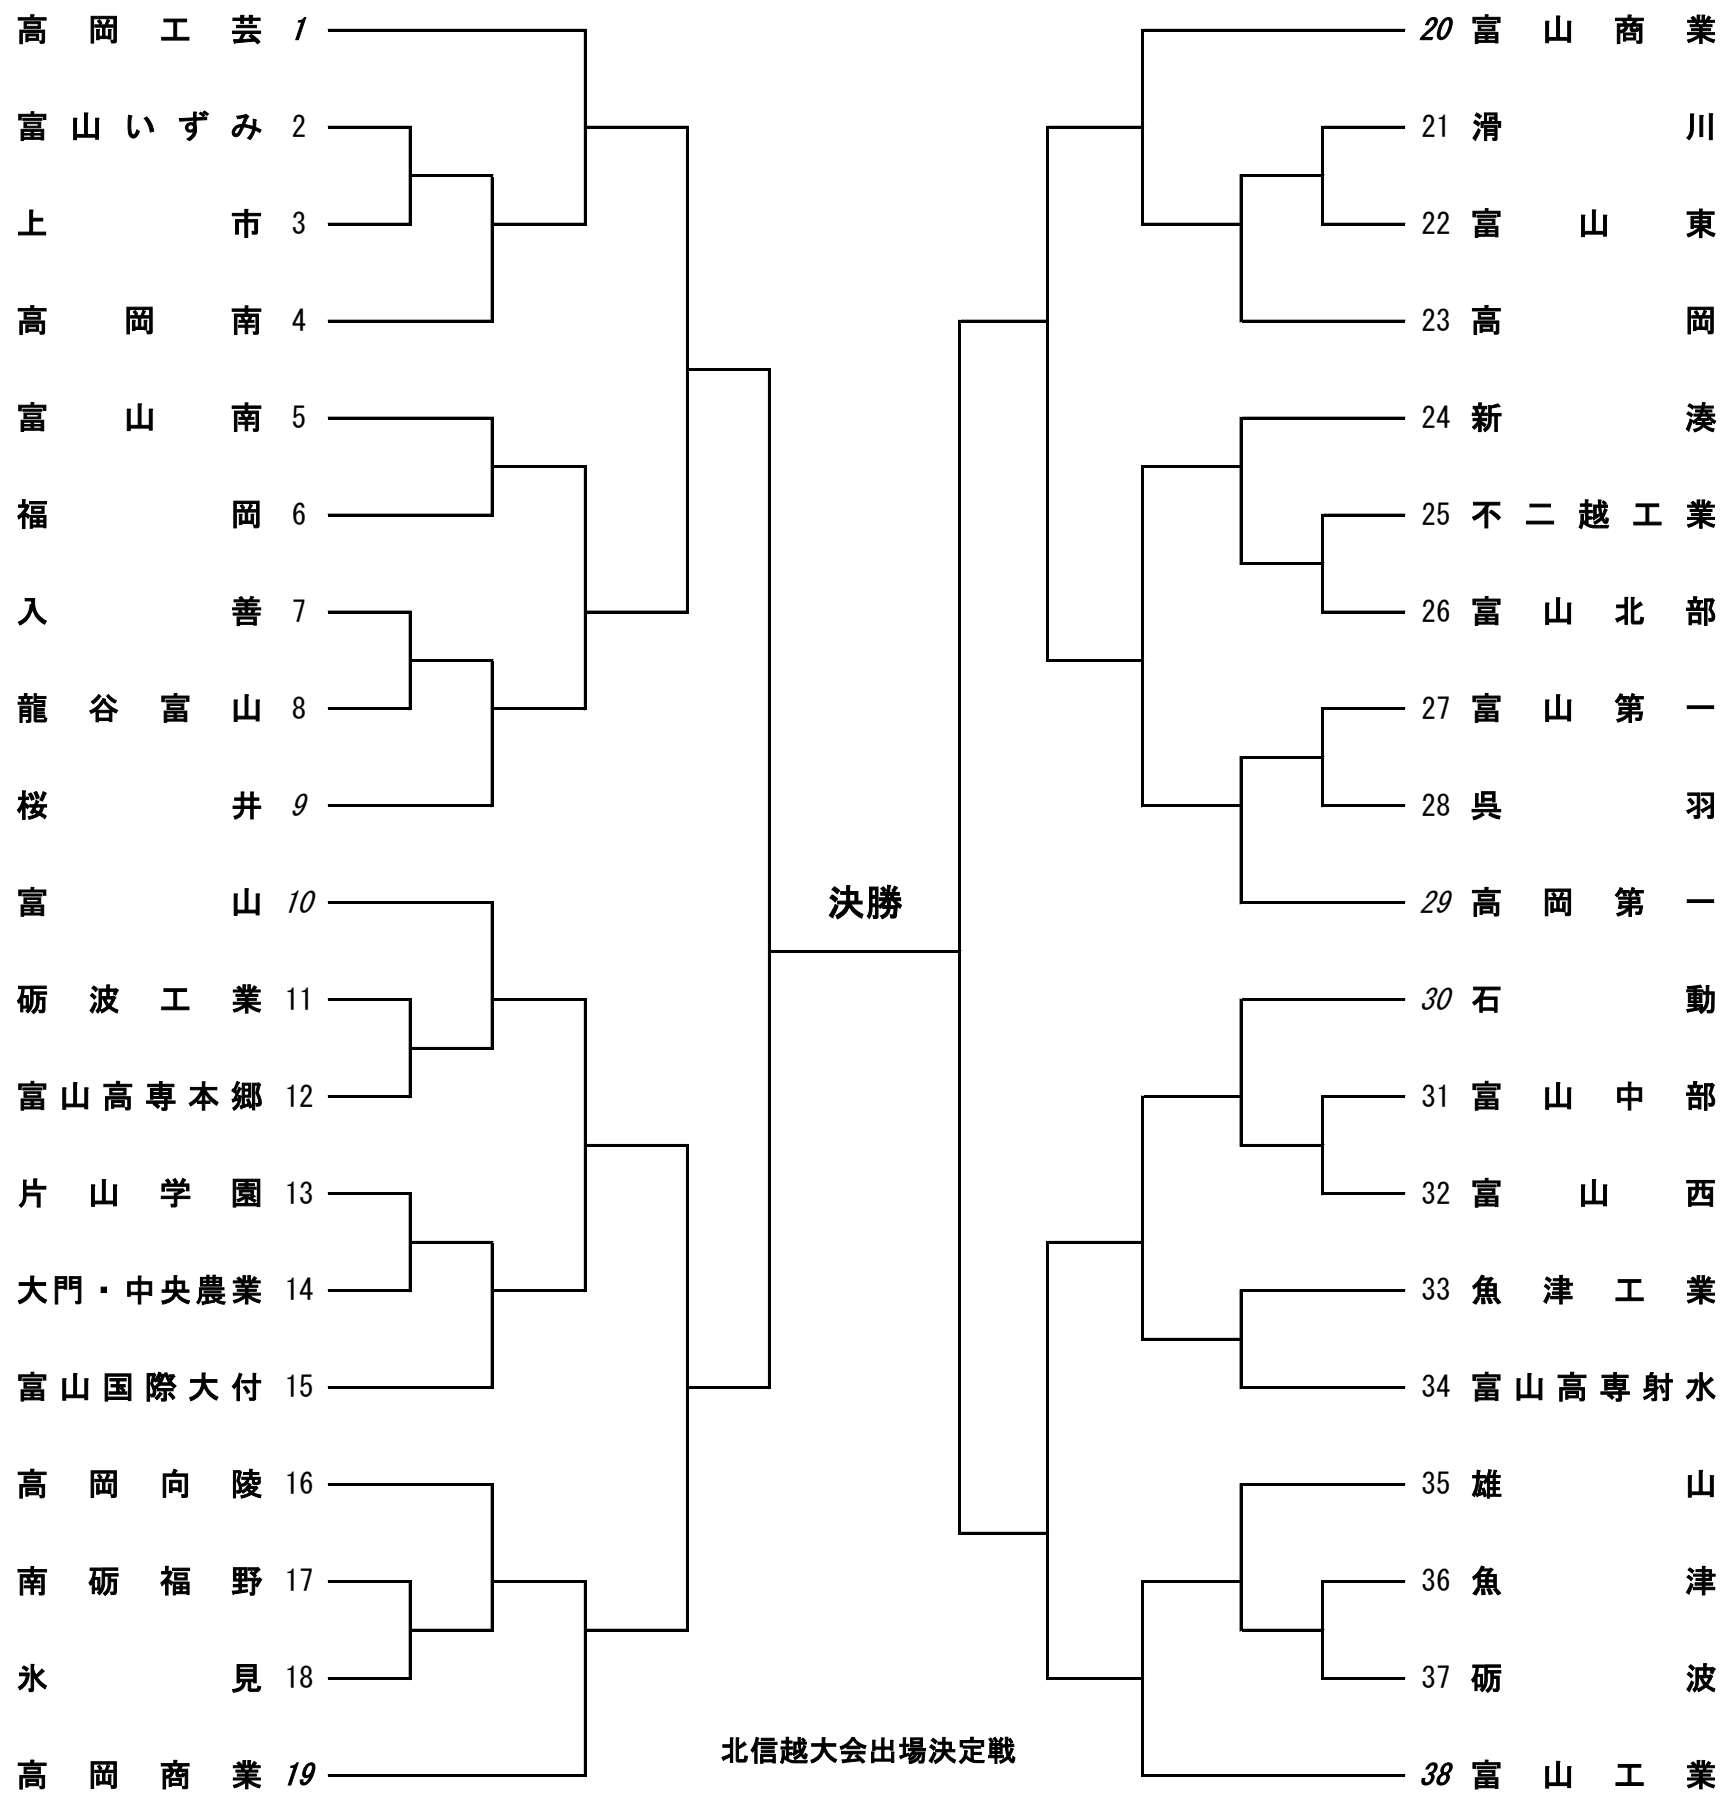 高岡工芸 1
富山いずみ 2
上市 3
高岡南 4
富山南 5
福岡 6
入善 7
龍谷富山 8
桜井 9
富山 10
砺波工業 11
富山高専本郷 12
片山学園 13
大門・中央農業 14
富山国際大付 15
高岡向陵 16
南砺福野 17
氷見 18
高岡商業 19
決勝
北信越大会出場決定戦
20 富山商業
21 滑川
22 富山東
23 高岡
24 新湊
25 不二越工業
26 富山北部
27 富山第一
28 呉羽
29 高岡第一
30 石動
31 富山中部
32 富山西
33 魚津工業
34 富山高専射水
35 雄山
36 魚津
37 砺波
38 富山工業